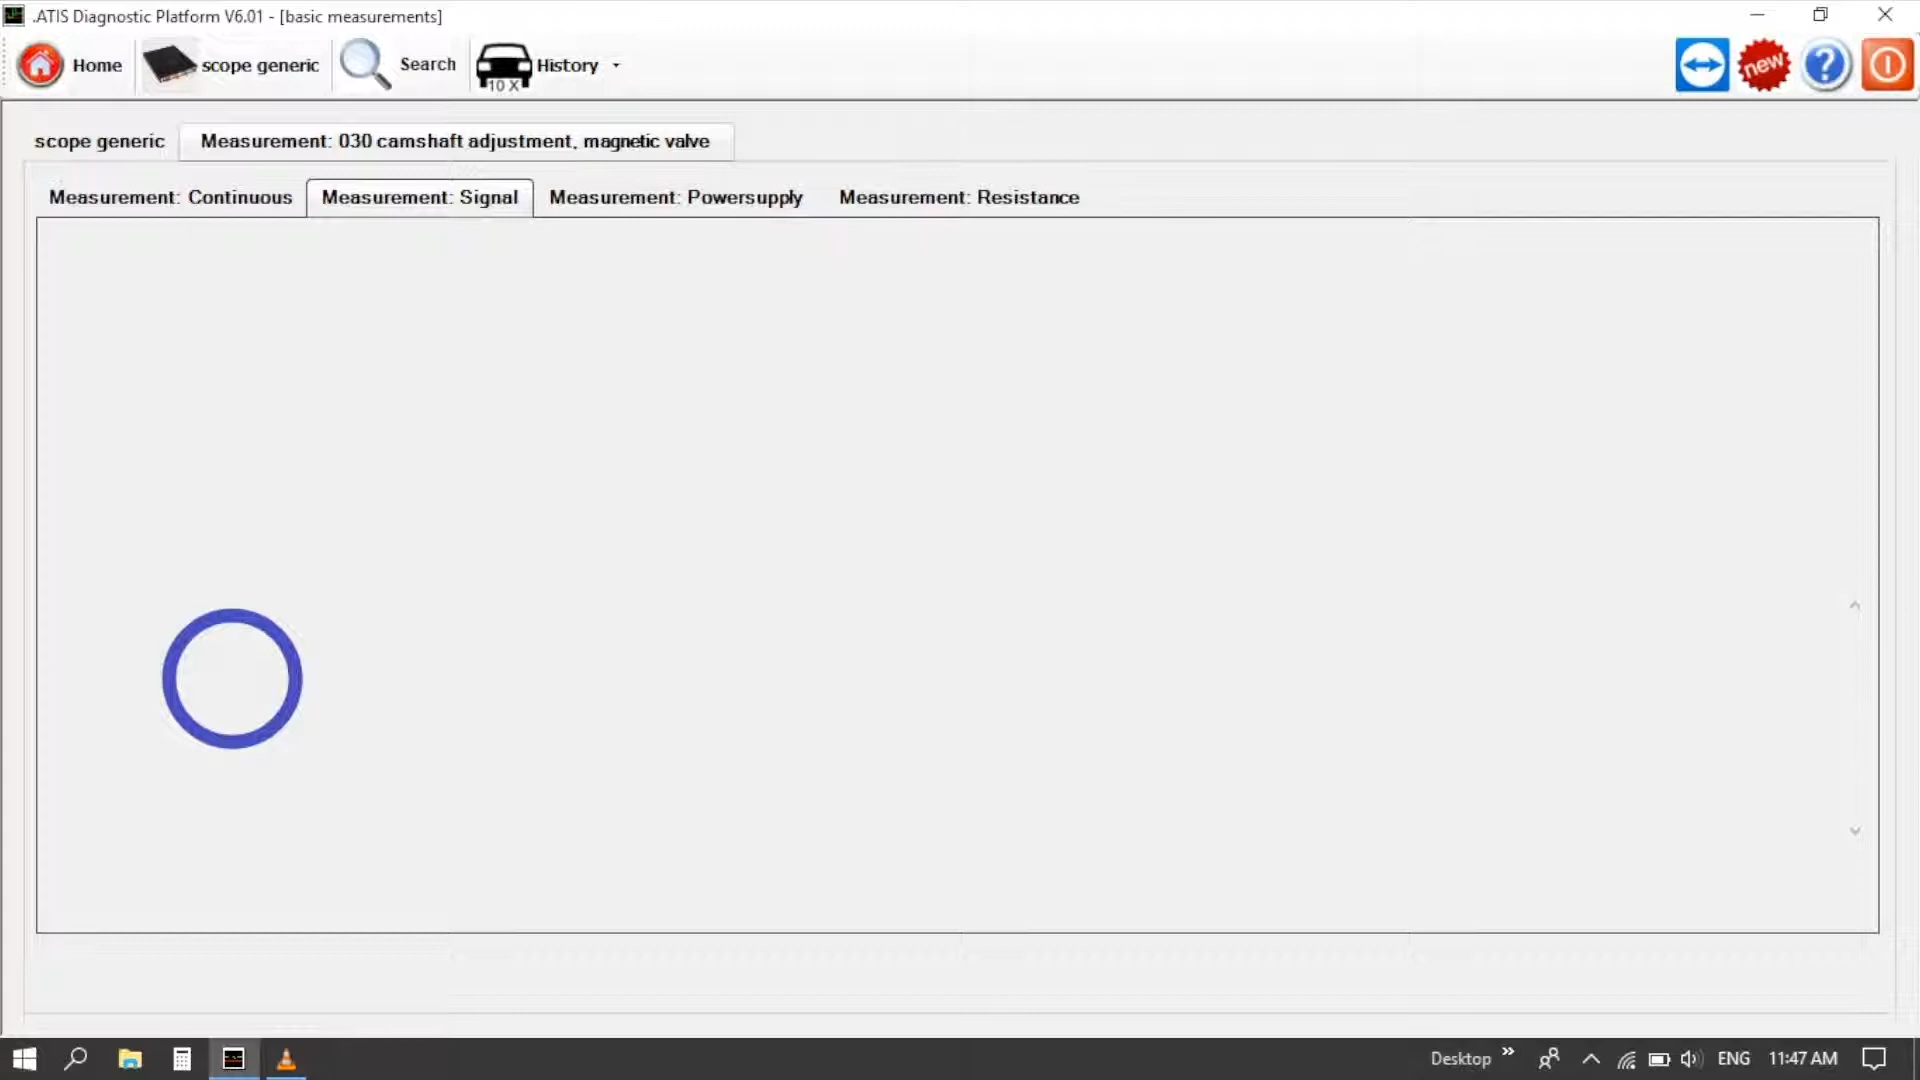 .ATIS Diagnostic Platform V6.01 - [basic measurements]
Home
scope generic
Search
10 X
History
new
?
scope generic
Measurement: 030 camshaft adjustment, magnetic valve
Measurement: Continuous
Measurement: Signal
Measurement: Powersupply
Measurement: Resistance
Desktop
ENG
11:47 AM